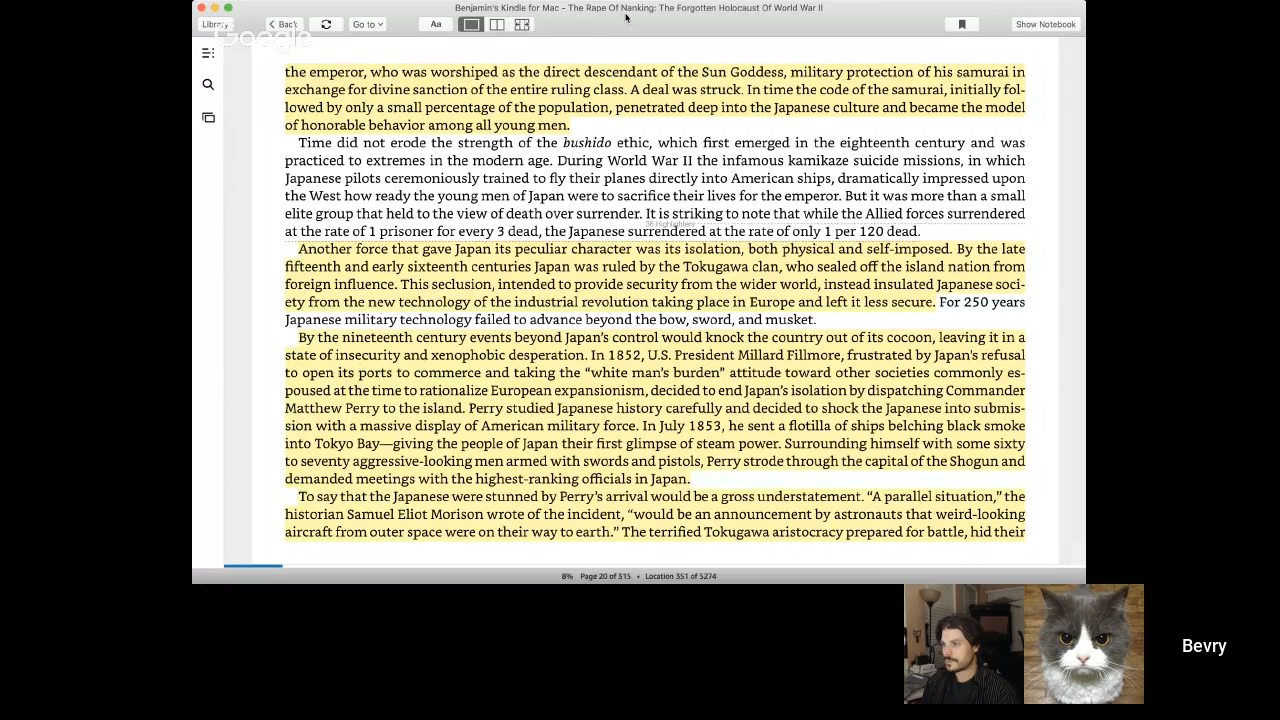 Benjamin's Kindle for Mac - The Rape Of Nanking: The Forgotten Holocaust Of World War II
Library
Back
Go to
Aa
Show Notebook
Google
the emperor, who was worshiped as the direct descendant of the Sun Goddess, military protection of his samurai in
exchange for divine sanction of the entire ruling class. A deal was struck. In time the code of the samurai, initially fol-
lowed by only a small percentage of the population, penetrated deep into the Japanese culture and became the model
of honorable behavior among all young men.
Time did not erode the strength of the bushido ethic, which first emerged in the eighteenth century and was
practiced to extremes in the modern age. During World War II the infamous kamikaze suicide missions, in which
Japanese pilots ceremoniously trained to fly their planes directly into American ships, dramatically impressed upon
the West how ready the young men of Japan were to sacrifice their lives for the emperor. But it was more than a small
elite group that held to the view of death over surrender. It is striking to note that while the Allied forces surrendered
36 Highlighters
at the rate of 1 prisoner for every 3 dead, the Japanese surrendered at the rate of only 1 per 120 dead.
Another force that gave Japan its peculiar character was its isolation, both physical and self-imposed. By the late
fifteenth and early sixteenth centuries Japan was ruled by the Tokugawa clan, who sealed off the island nation from
foreign influence. This seclusion, intended to provide security from the wider world, instead insulated Japanese soci-
ety from the new technology of the industrial revolution taking place in Europe and left it less secure. For 250 years
Japanese military technology failed to advance beyond the bow, sword, and musket.
By the nineteenth century events beyond Japan's control would knock the country out of its cocoon, leaving it in a
state of insecurity and xenophobic desperation. In 1852, U.S. President Millard Fillmore, frustrated by Japan's refusal
to open its ports to commerce and taking the “white man's burden” attitude toward other societies commonly es-
poused at the time to rationalize European expansionism, decided to end Japan's isolation by dispatching Commander
Matthew Perry to the island. Perry studied Japanese history carefully and decided to shock the Japanese into submis-
sion with a massive display of American military force. In July 1853, he sent a flotilla of ships belching black smoke
into Tokyo Bay—giving the people of Japan their first glimpse of steam power. Surrounding himself with some sixty
to seventy aggressive-looking men armed with swords and pistols, Perry strode through the capital of the Shogun and
demanded meetings with the highest-ranking officials in Japan.
To say that the Japanese were stunned by Perry's arrival would be a gross understatement. “A parallel situation,” the
historian Samuel Eliot Morison wrote of the incident, “would be an announcement by astronauts that weird-looking
aircraft from outer space were on their way to earth.” The terrified Tokugawa aristocracy prepared for battle, hid their
8% Page 20 of 315 • Location 351 of 5274
Bevry